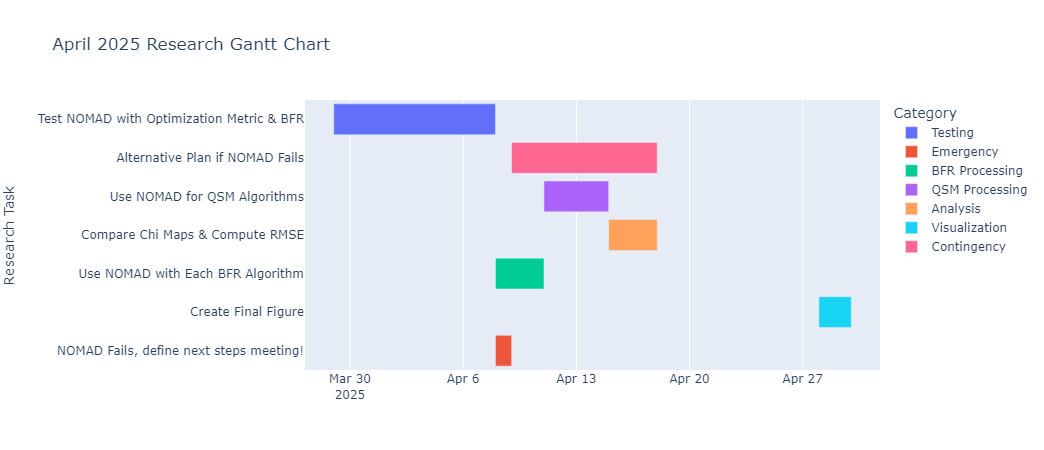 April 2025 Research Gantt Chart
Research Task
Test NOMAD with Optimization Metric & BFR
Alternative Plan if NOMAD Fails
Use NOMAD for QSM Algorithms
Compare Chi Maps & Compute RMSE
Use NOMAD with Each BFR Algorithm
Create Final Figure
NOMAD Fails, define next steps meeting!
Mar 30
2025
Apr 6
Apr 13
Apr 20
Apr 27
Category
Testing
Emergency
BFR Processing
QSM Processing
Analysis
Visualization
Contingency